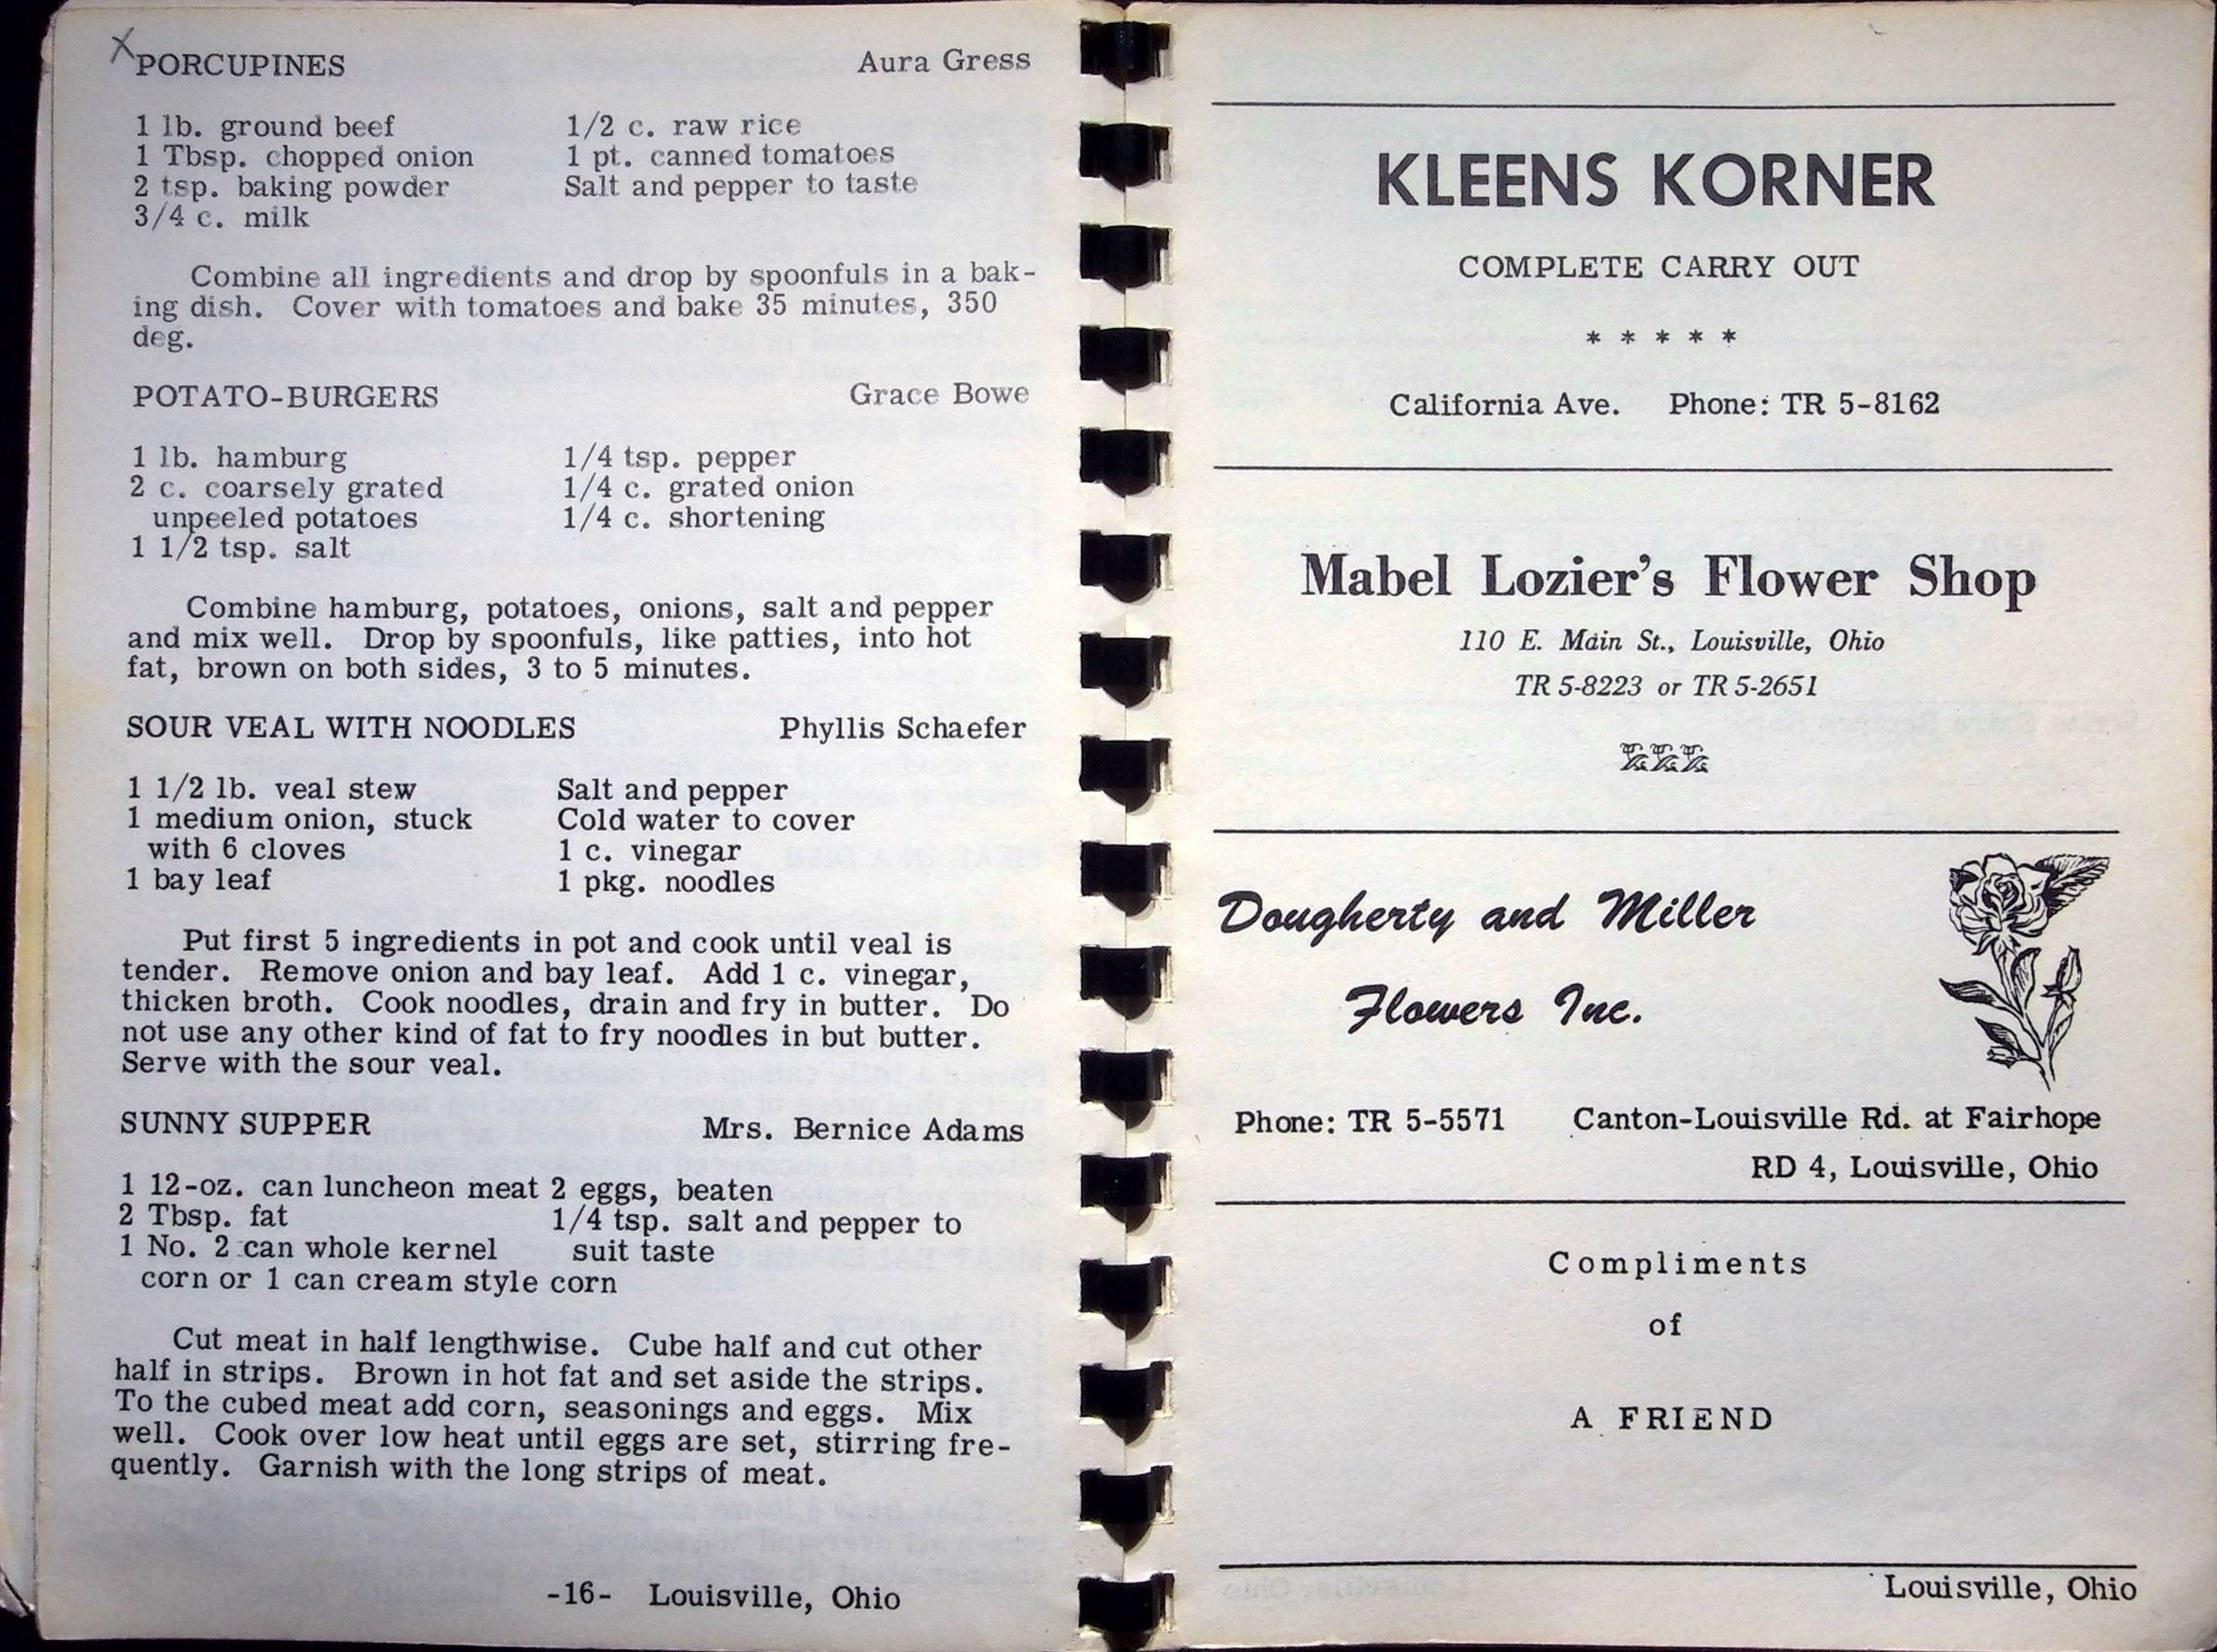 X PORCUPINES Aura Gress
1 lb. ground beef 1/2 c. raw rice
1 Tbsp. chopped onion 1 pt. canned tomatoes
2 tsp. baking powder Salt and pepper to taste
3/4 c. milk
Combine all ingredients and drop by spoonfuls in a bak-
ing dish. Cover with tomatoes and bake 35 minutes, 350
deg.
POTATO-BURGERS Grace Bowe
1 lb. hamburg 1/4 tsp. pepper
2 c. coarsely grated 1/4 c. grated onion
unpeeled potatoes 1/4 c. shortening
1 1/2 tsp. salt
Combine hamburg, potatoes, onions, salt and pepper
and mix well. Drop by spoonfuls, like patties, into hot
fat, brown on both sides, 3 to 5 minutes.
SOUR VEAL WITH NOODLES Phyllis Schaefer
1 1/2 lb. veal stew Salt and pepper
1 medium onion, stuck Cold water to cover
with 6 cloves 1 c. vinegar
1 bay leaf 1 pkg. noodles
Put first 5 ingredients in pot and cook until veal is
tender. Remove onion and bay leaf. Add 1 c. vinegar,
thicken broth. Cook noodles, drain and fry in butter. Do
not use any other kind of fat to fry noodles in but butter.
Serve with the sour veal.
SUNNY SUPPER Mrs. Bernice Adams
1 12-oz. can luncheon meat 2 eggs, beaten
2 Tbsp. fat 1/4 tsp. salt and pepper to
1 No. 2 can whole kernel suit taste
corn or 1 can cream style corn
Cut meat in half lengthwise. Cube half and cut other
half in strips. Brown in hot fat and set aside the strips.
To the cubed meat add corn, seasonings and eggs. Mix
well. Cook over low heat until eggs are set, stirring fre-
quently. Garnish with the long strips of meat.
-16- Louisville, Ohio
KLEENS KORNER
COMPLETE CARRY OUT
* * * * *
California Ave. Phone: TR 5-8162
Mabel Lozier's Flower Shop
110 E. Main St., Louisville, Ohio
TR 5-8223 or TR 5-2651
Dougherty and Miller
Flowers Inc.
Phone: TR 5-5571 Canton-Louisville Rd. at Fairhope
RD 4, Louisville, Ohio
Compliments
of
A FRIEND
Louisville, Ohio